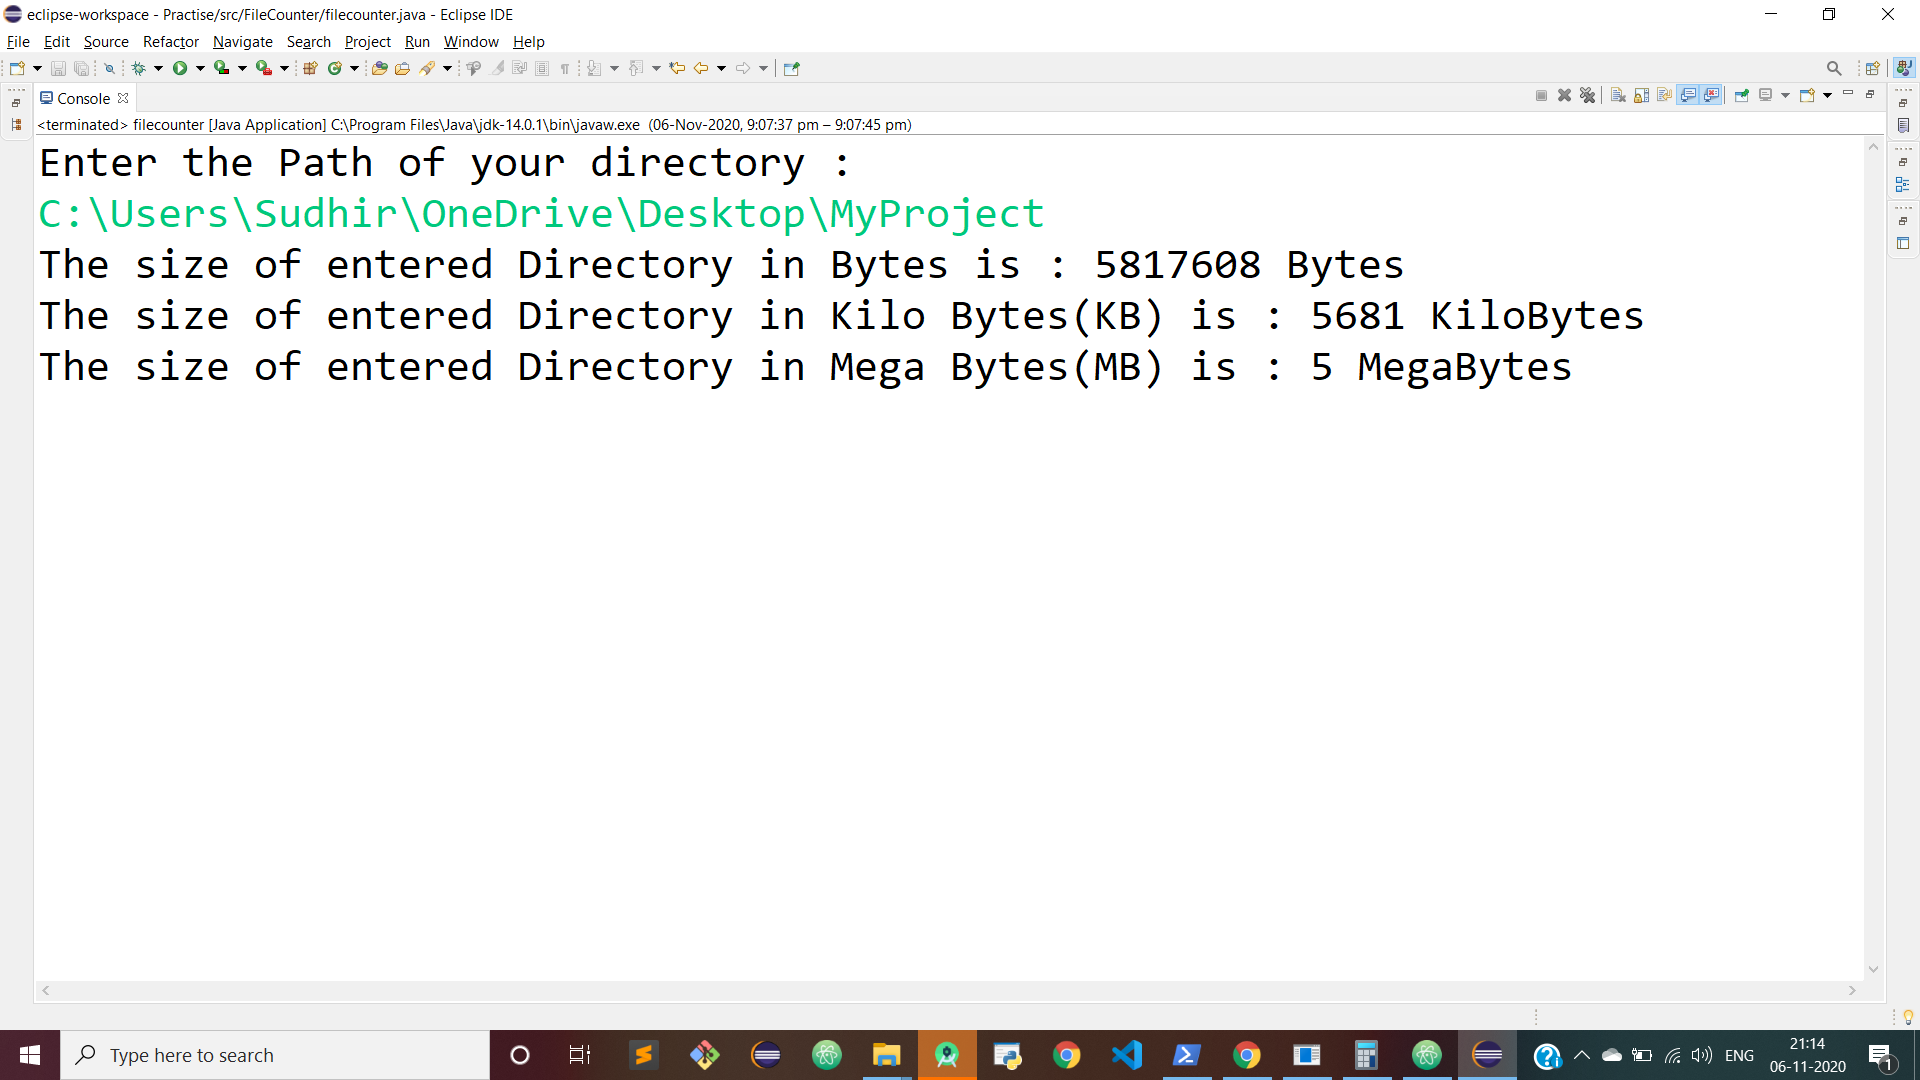 eclipse-workspace - Practise/src/FileCounter/filecounter.java - Eclipse IDE
File Edit Source Refactor Navigate Search Project Run Window Help
Console
<terminated> filecounter [Java Application] C:\Program Files\Java\jdk-14.0.1\bin\javaw.exe (06-Nov-2020, 9:07:37 pm – 9:07:45 pm)
Enter the Path of your directory :
C:\Users\Sudhir\OneDrive\Desktop\MyProject
The size of entered Directory in Bytes is : 5817608 Bytes
The size of entered Directory in Kilo Bytes(KB) is : 5681 KiloBytes
The size of entered Directory in Mega Bytes(MB) is : 5 MegaBytes
Type here to search
ENG
21:14
06-11-2020
1